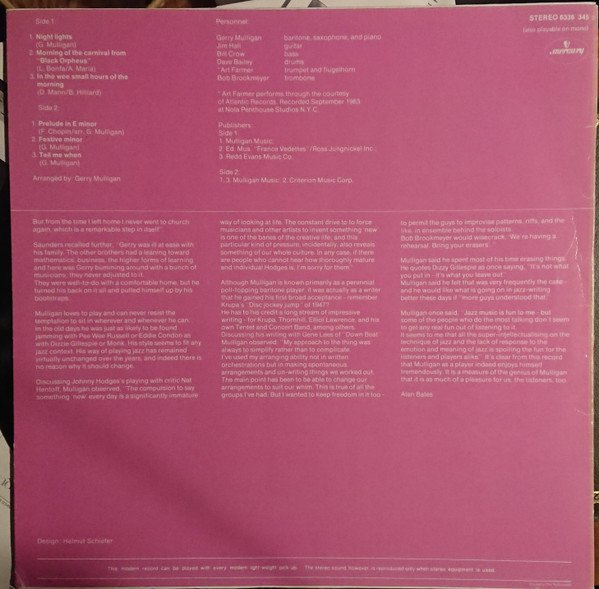 Side 1
1. Night lights
(G. Mulligan)
2. Morning of the carnival from
"Black Orpheus"
(L. Bonfa/A. Maria)
3. In the wee small hours of the
morning
(D. Mann/B. Hilliard)
Side 2:
1. Prelude in E minor
(F. Chopin/arr. G. Mulligan)
2. Festive minor
(G. Mulligan)
3. Tell me when
(G. Mulligan)
Arranged by: Gerry Mulligan
Personnel:
Gerry Mulligan baritone, saxophone, and piano
Jim Hall guitar
Bill Crow bass
Dave Bailey drums
*Art Farmer trumpet and flugelhorn
Bob Brookmeyer trombone
*Art Farmer performs through the courtesy
of Atlantic Records. Recorded September 1963
at Nola Penthouse Studios N.Y.C.
Publishers:
Side 1
1. Mulligan Music;
2. Ed. Mus. "France Vedettes"/Ross Jungnickel Inc.;
3. Redd Evans Music Co.
Side 2:
1. 3. Mulligan Music; 2. Criterion Music Corp.
STEREO 6336 345
(also playable on mono)
mercury
But from the time I left home I never went to church
again, which is a remarkable step in itself".
Saunders recalled further, "Gerry was ill at ease with
his family. The other brothers had a leaning toward
mathematics, business, the higher forms of learning
and here was Gerry bumming around with a bunch of
musicians; they never adjusted to it.
They were well-to-do with a comfortable home, but he
turned his back on it all and pulled himself up by his
bootstraps.
Mulligan loves to play and can never resist the
temptation to sit in wherever and whenever he can.
In the old days he was just as likely to be found
jamming with Pee Wee Russell or Eddie Condon as
with Dizzie Gillespie or Monk. His style seems to fit any
jazz context. His way of playing jazz has remained
virtually unchanged over the years, and indeed there is
no reason why it should change.
Discussing Johnny Hodges's playing with critic Nat
Hentoff, Mulligan observed, "The compulsion to say
something 'new' every day is a significantly immature
way of looking at life. The constant drive to to force
musicians and other artists to invent something 'new'
is one of the banes of the creative life; and this
particular kind of pressure, incidentally, also reveals
something of our whole culture. In any case, if there
are people who cannot hear how thoroughly mature
and individual Hodges is, I'm sorry for them."
Although Mulligan is known primarily as a perennial
poll-topping baritone player, it was actually as a writer
that he gained his first broad acceptance - remember
Krupa's "Disc jockey jump" of 1947?
He has to his credit a long stream of impressive
writing - for Krupa, Thornhill, Elliot Lawrence, and his
own Tentet and Concert Band, among others.
Discussing his writing with Gene Lees of "Down Beat"
Mulligan observed, "My approach to the thing was
always to simplify rather than to complicate.
I've used my arranging ability not in written
orchestrations but in making spontaneous
arrangements and un-writing things we worked out.
The main point has been to be able to change our
arrangements to suit our whim. This is true of all the
groups I've had. But I wanted to keep freedom in it too -
to permit the guys to improvise patterns, riffs, and the
like, in ensemble behind the soloists.
Bob Brookmeyer would wisecrack, 'We're having a
rehearsal. Bring your erasers'."
Mulligan said he spent most of his time erasing things.
He quotes Dizzy Gillespie as once saying, "It's not what
you put in - it's what you leave out".
Mulligan said he felt that was very frequently the case -
and he would like what is going on in jazz-writing
better these days if "more guys understood that".
Mulligan once said, "Jazz music is fun to me - but
some of the people who do the most talking don't seem
to get any real fun out of listening to it.
It seems to me that all the super-intellectualising on the
technique of jazz and the lack of response to the
emotion and meaning of jazz is spoiling the fun for the
listeners and players alike." It is clear from this record
that Mulligan as a player indeed enjoys himself
tremendously. It is a measure of the genius of Mulligan
that it is as much of a pleasure for us, the listeners, too.
Alan Bates
Design: Helmut Schiefer
This modern record can be played with every modern light-weight pick-up. The stereo sound however is reproduced only when stereo equipment is used.